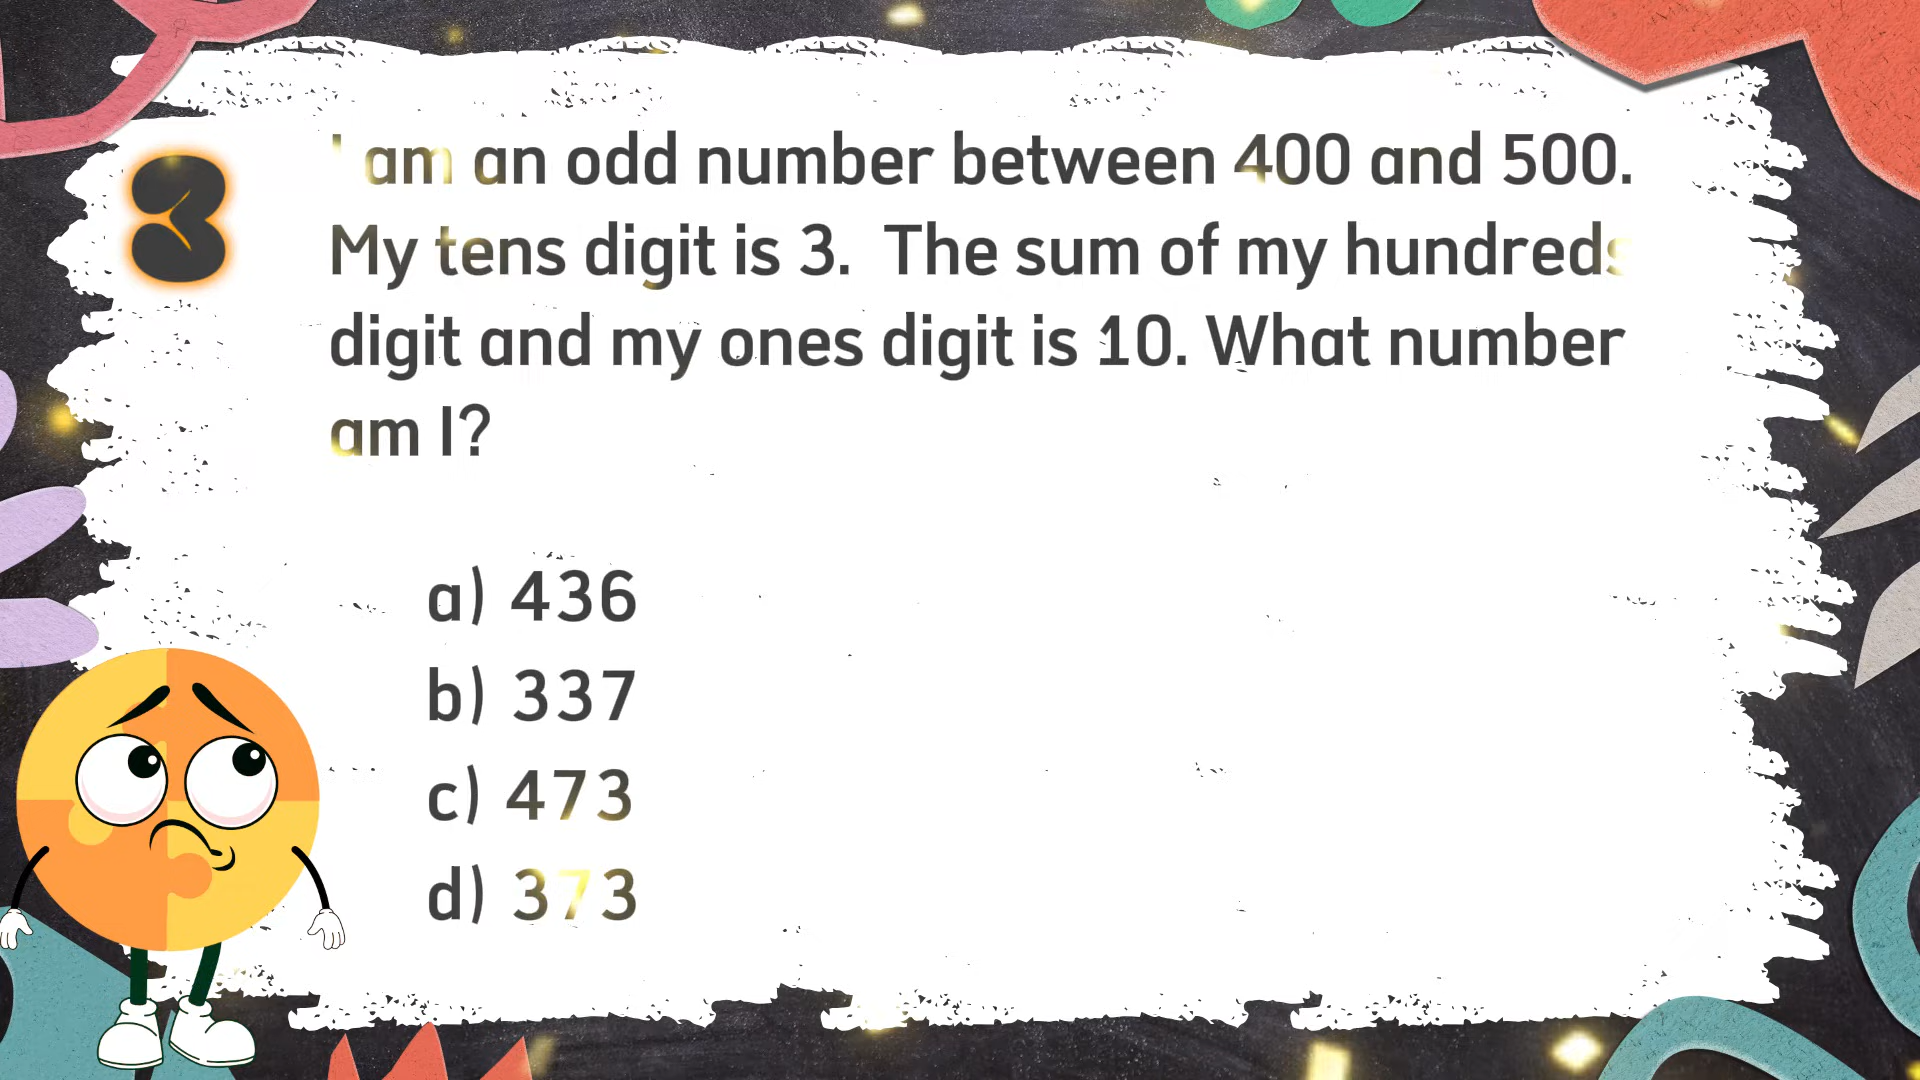 3
I am an odd number between 400 and 500.
My tens digit is 3. The sum of my hundreds
digit and my ones digit is 10. What number
am I?
a) 436
b) 337
c) 473
d) 373